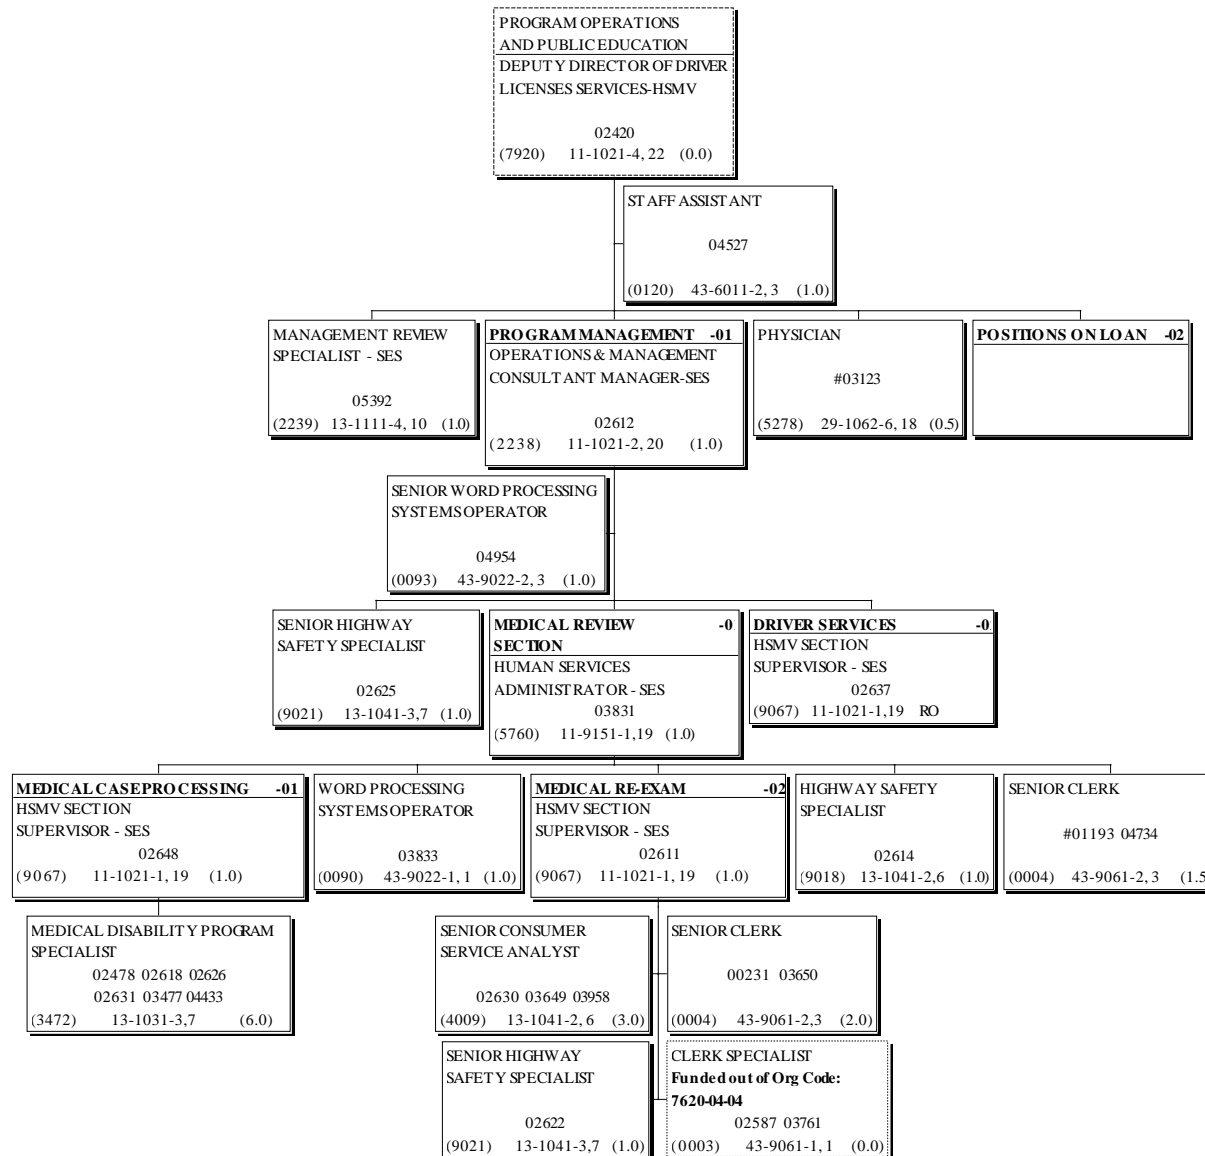 PROGRAM OPERATIONS
AND PUBLIC EDUCATION
DEPUTY DIRECTOR OF DRIVER
LICENSES SERVICES-HSMV
02420
(7920) 11-1021-4, 22 (0.0)
STAFF ASSISTANT
04527
(0120) 43-6011-2, 3 (1.0)
MANAGEMENT REVIEW
SPECIALIST - SES
05392
(2239) 13-1111-4, 10 (1.0)
PROGRAM MANAGEMENT -01
OPERATIONS & MANAGEMENT
CONSULTANT MANAGER-SES
02612
(2238) 11-1021-2, 20 (1.0)
PHYSICIAN
#03123
(5278) 29-1062-6, 18 (0.5)
POSITIONS ON LOAN -02
SENIOR WORD PROCESSING
SYSTEMS OPERATOR
04954
(0093) 43-9022-2, 3 (1.0)
SENIOR HIGHWAY
SAFETY SPECIALIST
02625
(9021) 13-1041-3,7 (1.0)
MEDICAL REVIEW -0
SECTION
HUMAN SERVICES
ADMINISTRATOR - SES
03831
(5760) 11-9151-1,19 (1.0)
DRIVER SERVICES -0
HSMV SECTION
SUPERVISOR - SES
02637
(9067) 11-1021-1,19 RO
MEDICAL CASE PROCESSING -01
HSMV SECTION
SUPERVISOR - SES
02648
(9067) 11-1021-1, 19 (1.0)
WORD PROCESSING
SYSTEMS OPERATOR
03833
(0090) 43-9022-1, 1 (1.0)
MEDICAL RE-EXAM -02
HSMV SECTION
SUPERVISOR - SES
02611
(9067) 11-1021-1, 19 (1.0)
HIGHWAY SAFETY
SPECIALIST
02614
(9018) 13-1041-2,6 (1.0)
SENIOR CLERK
#01193 04734
(0004) 43-9061-2, 3 (1.5
MEDICAL DISABILITY PROGRAM
SPECIALIST
02478 02618 02626
02631 03477 04433
(3472) 13-1031-3,7 (6.0)
SENIOR CONSUMER
SERVICE ANALYST
02630 03649 03958
(4009) 13-1041-2, 6 (3.0)
SENIOR CLERK
00231 03650
(0004) 43-9061-2,3 (2.0)
SENIOR HIGHWAY
SAFETY SPECIALIST
02622
(9021) 13-1041-3,7 (1.0)
CLERK SPECIALIST
Funded out of Org Code:
7620-04-04
02587 03761
(0003) 43-9061-1, 1 (0.0)